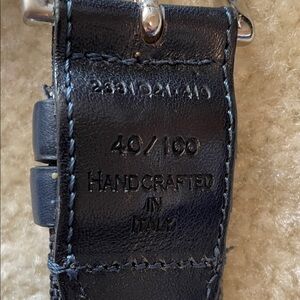 40/100
HANDCRAFTED
IN
ITALY